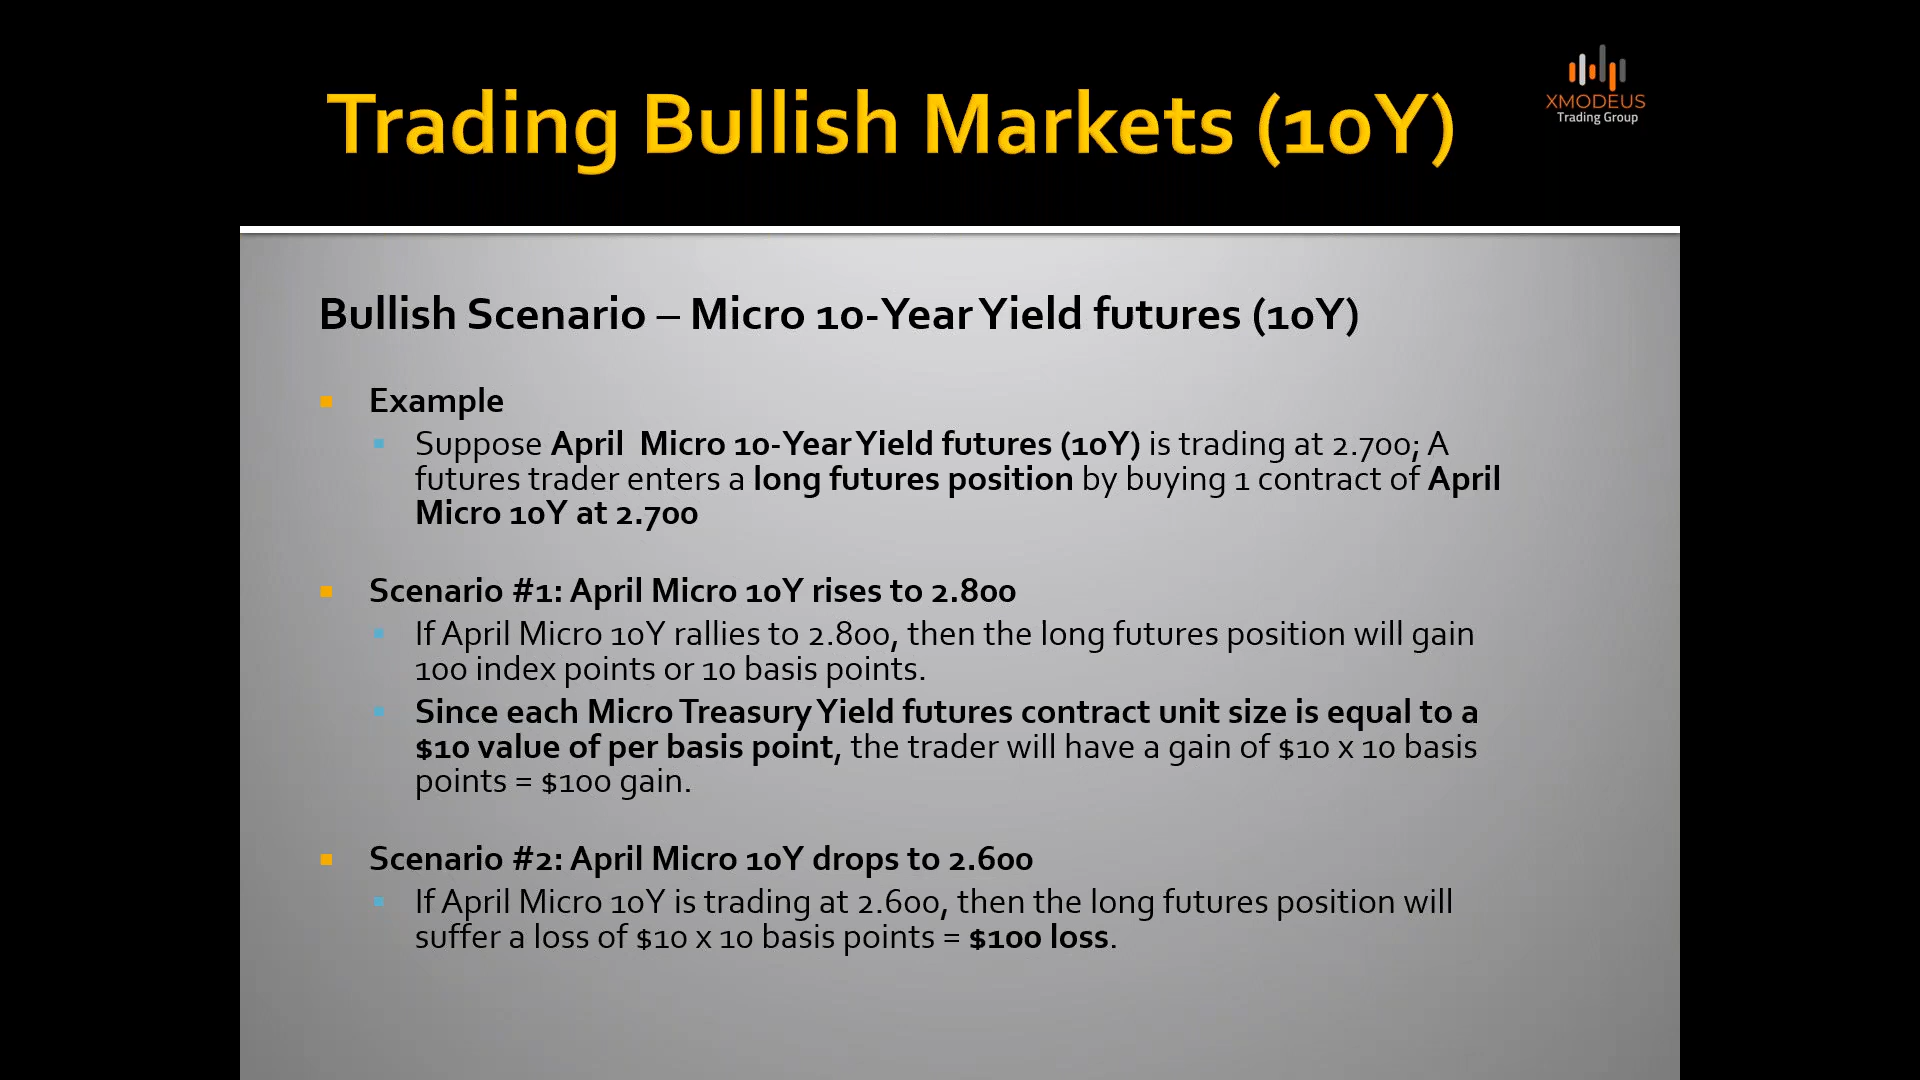 Trading Bullish Markets (10Y)
XMODEUS
Trading Group
Bullish Scenario – Micro 10-Year Yield futures (10Y)
Example
Suppose April Micro 10-Year Yield futures (10Y) is trading at 2.700; A
futures trader enters a long futures position by buying 1 contract of April
Micro 10Y at 2.700
Scenario #1: April Micro 10Y rises to 2.800
If April Micro 10Y rallies to 2.800, then the long futures position will gain
100 index points or 10 basis points.
Since each Micro Treasury Yield futures contract unit size is equal to a
$10 value of per basis point, the trader will have a gain of $10 x 10 basis
points = $100 gain.
Scenario #2: April Micro 10Y drops to 2.600
If April Micro 10Y is trading at 2.600, then the long futures position will
suffer a loss of $10 x 10 basis points = $100 loss.